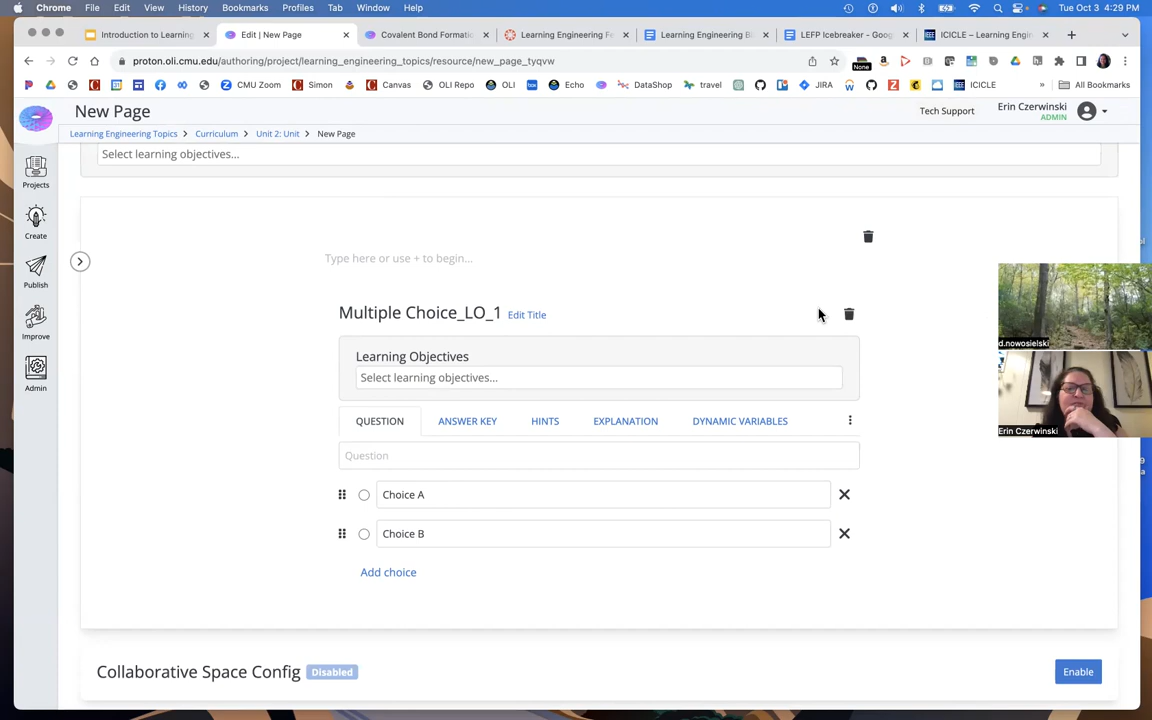 Chrome File Edit View History Bookmarks Profiles Tab Window Help Tue Oct 3 4:29 PM
Introduction to Learning Edit | New Page Covalent Bond Formatio Learning Engineering Fe Learning Engineering Bi LEFP Icebreaker - Goog ICICLE – Learning Engin
proton.oli.cmu.edu/authoring/project/learning_engineering_topics/resource/new_page_tyqvw None
CMU Zoom Simon Canvas OLI Repo OLI Echo DataShop travel JIRA ICICLE » All Bookmarks
New Page Tech Support Erin Czerwinski
ADMIN
Learning Engineering Topics Curriculum Unit 2: Unit New Page
Select learning objectives...
Projects
Create
Publish
Improve
Admin
Type here or use + to begin...
Multiple Choice_LO_1 Edit Title
Learning Objectives
Select learning objectives...
QUESTION ANSWER KEY HINTS EXPLANATION DYNAMIC VARIABLES
Question
Choice A
Choice B
Add choice
Collaborative Space Config Disabled Enable
d.nowosielski
Erin Czerwinski